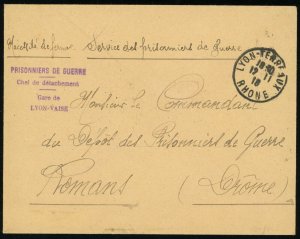 Service des prisonniers de Guerre
LYON-TERREAUX
RHONE
PRISONNIERS DE GUERRE
Chef de détachement
Gare de
LYON-VAISE
Monsieur le Commandant
du Dépôt des Prisonniers de Guerre
Romans (Drôme)